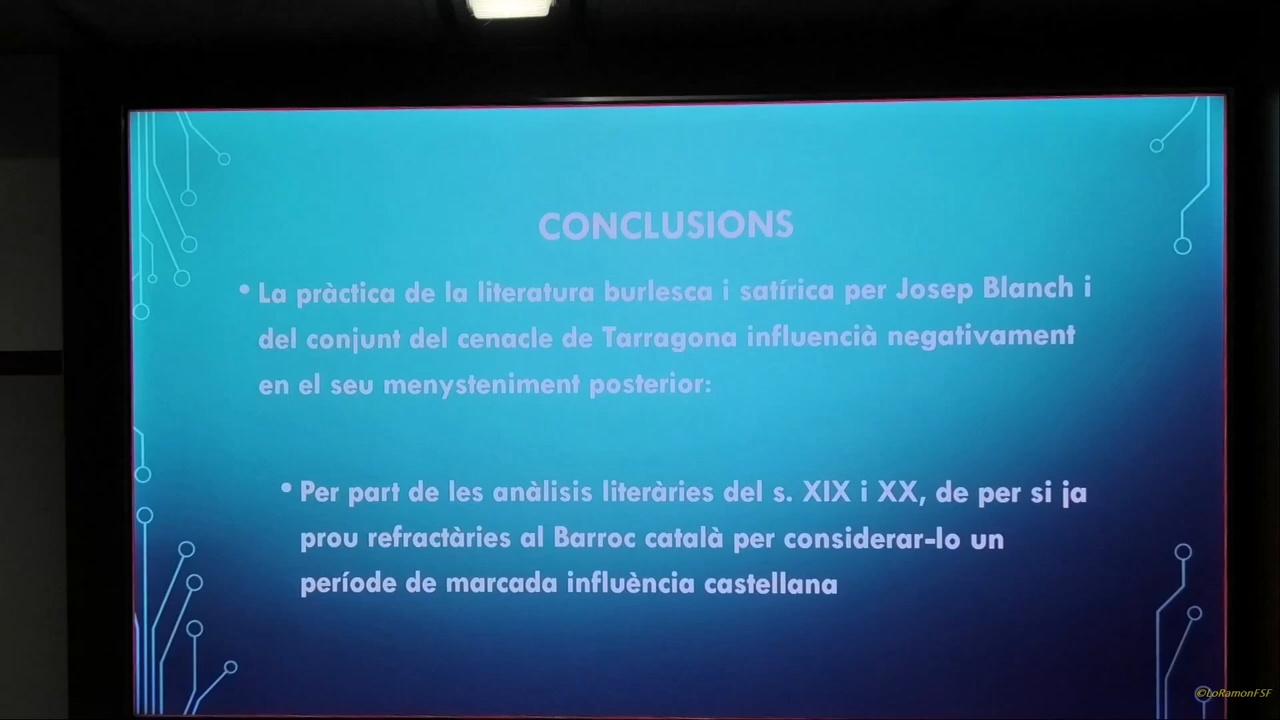 CONCLUSIONS
• La pràctica de la literatura burlesca i satírica per Josep Blanch i
del conjunt del cenacle de Tarragona influencià negativament
en el seu menysteniment posterior:
• Per part de les anàlisis literàries del s. XIX i XX, de per si ja
prou refractàries al Barroc català per considerar-lo un
període de marcada influència castellana
©LoRamonFSF